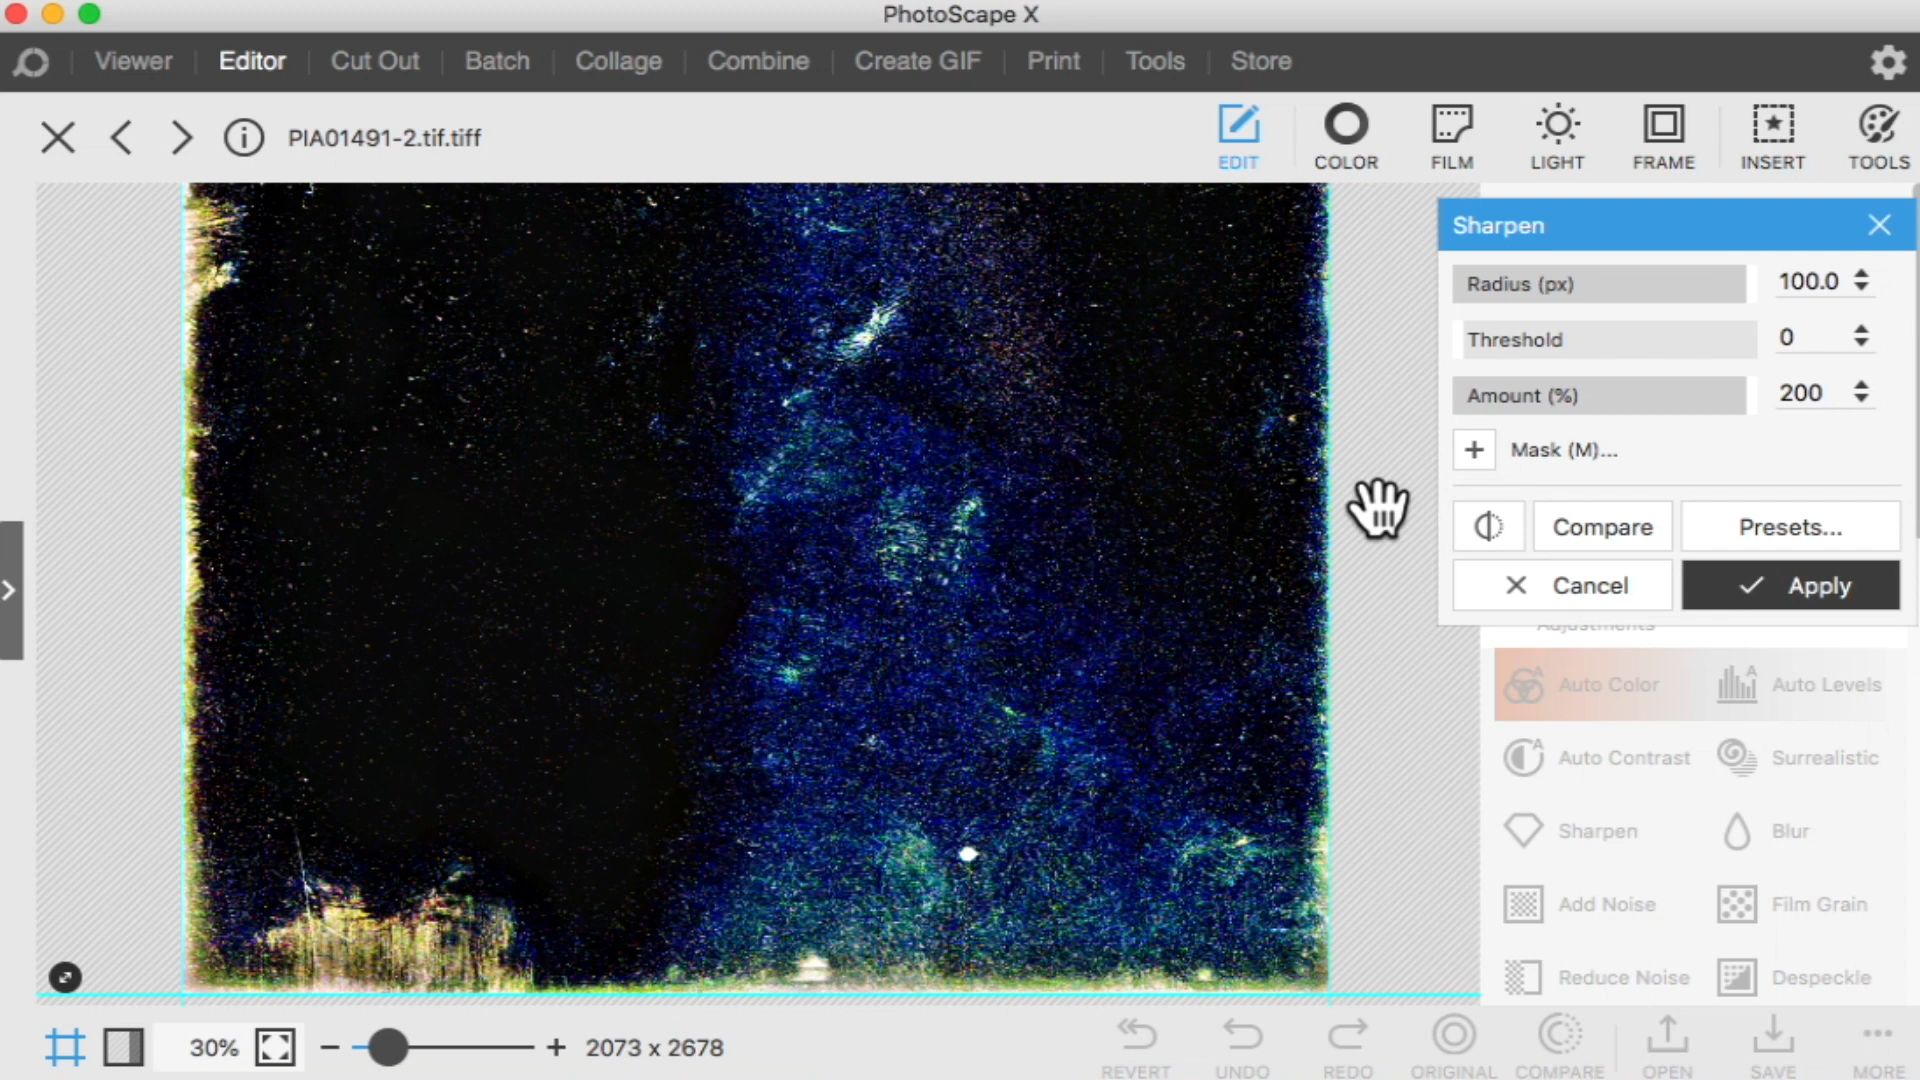 PhotoScape X
Viewer Editor Cut Out Batch Collage Combine Create GIF Print Tools Store
PIA01491-2.tif.tiff
EDIT COLOR FILM LIGHT FRAME INSERT TOOLS
Sharpen
Radius (px) 100.0
Threshold 0
Amount (%) 200
+ Mask (M)...
Compare Presets...
Cancel Apply
Adjustments
Auto Color Auto Levels
Auto Contrast Surrealistic
Sharpen Blur
Add Noise Film Grain
Reduce Noise Despeckle
30% 2073 x 2678
REVERT UNDO REDO ORIGINAL COMPARE OPEN SAVE MORE